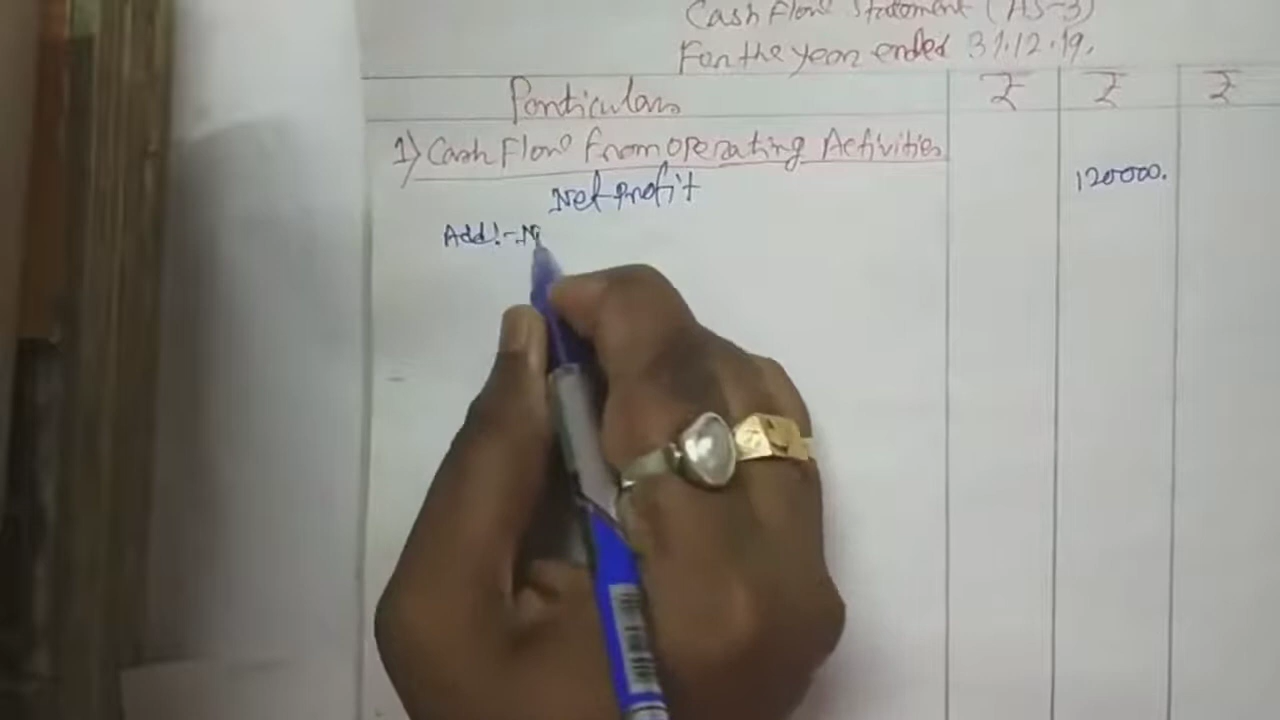 Cash Flow Statement (AS-3)
For the year ended 31.12.19.
Particulars ₹ ₹ ₹
1) Cash Flow from operating Activities
Net Profit 120000.
Add:- N